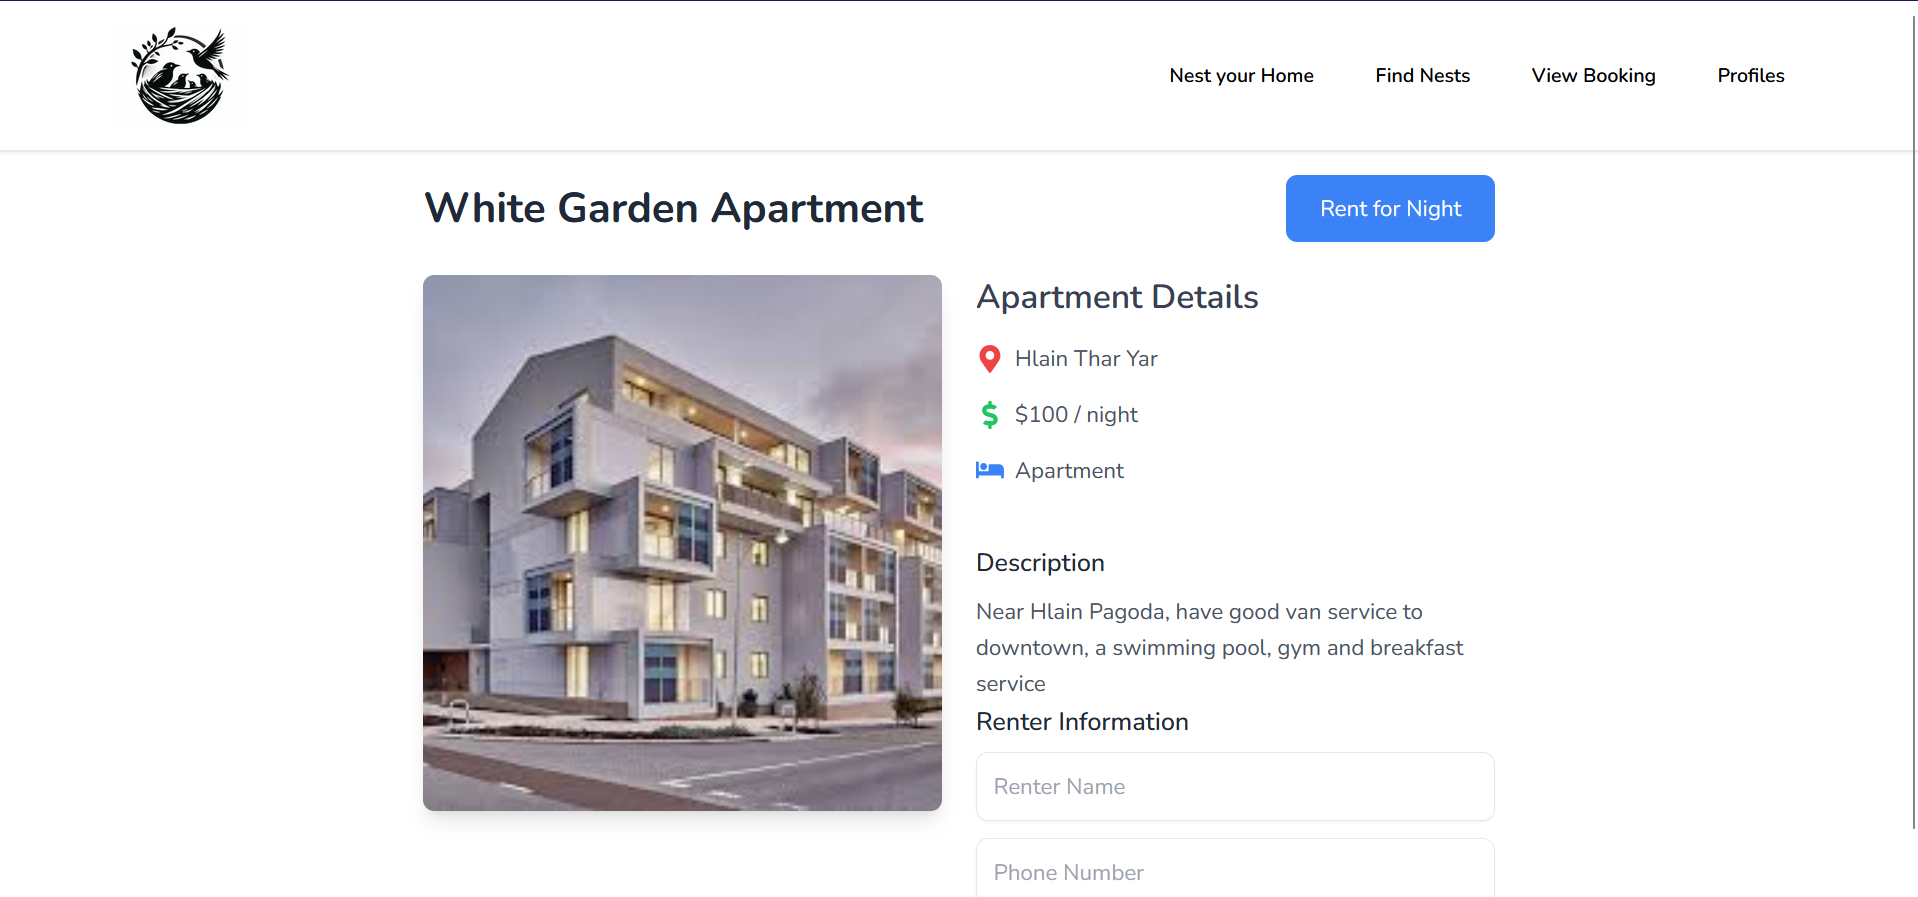 Nest your Home
Find Nests
View Booking
Profiles
White Garden Apartment
Rent for Night
Apartment Details
Hlain Thar Yar
$100 / night
Apartment
Description
Near Hlain Pagoda, have good van service to
downtown, a swimming pool, gym and breakfast
service
Renter Information
Renter Name
Phone Number